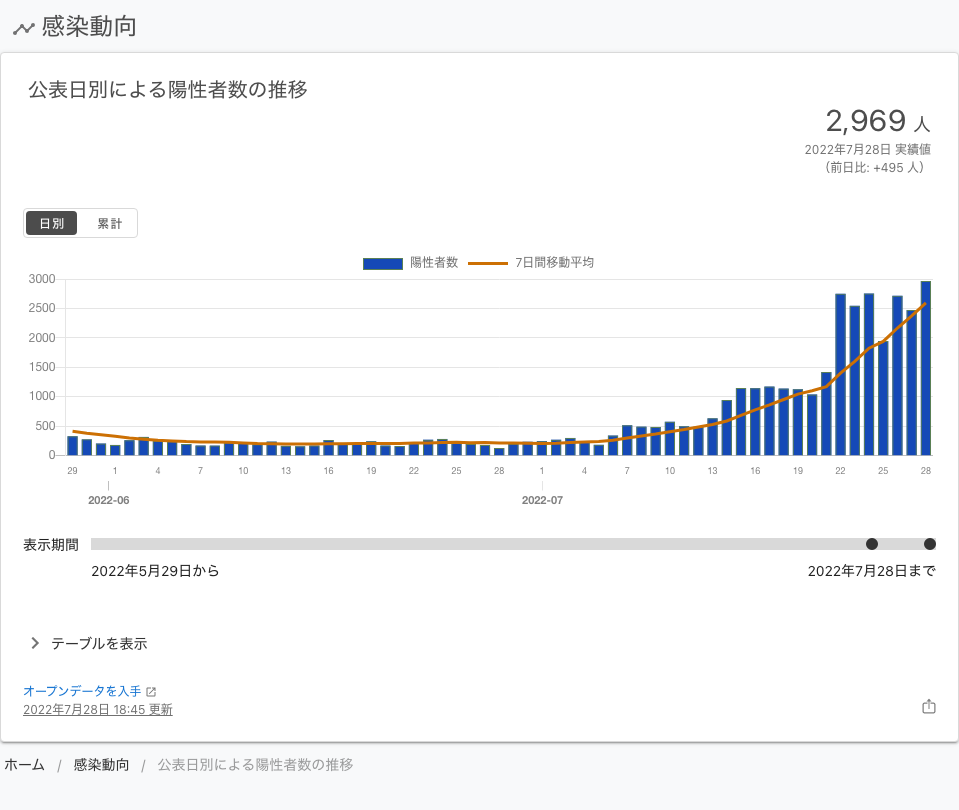 感染動向
公表日別による陽性者数の推移
2,969 人
2022年7月28日 実績値
（前日比: +495 人）
日別 累計
陽性者数 7日間移動平均
3000
2500
2000
1500
1000
500
0
29 1 4 7 10 13 16 19 22 25 28 1 4 7 10 13 16 19 22 25 28
2022-06 2022-07
表示期間
2022年5月29日から 2022年7月28日まで
テーブルを表示
オープンデータを入手
2022年7月28日 18:45 更新
ホーム / 感染動向 / 公表日別による陽性者数の推移